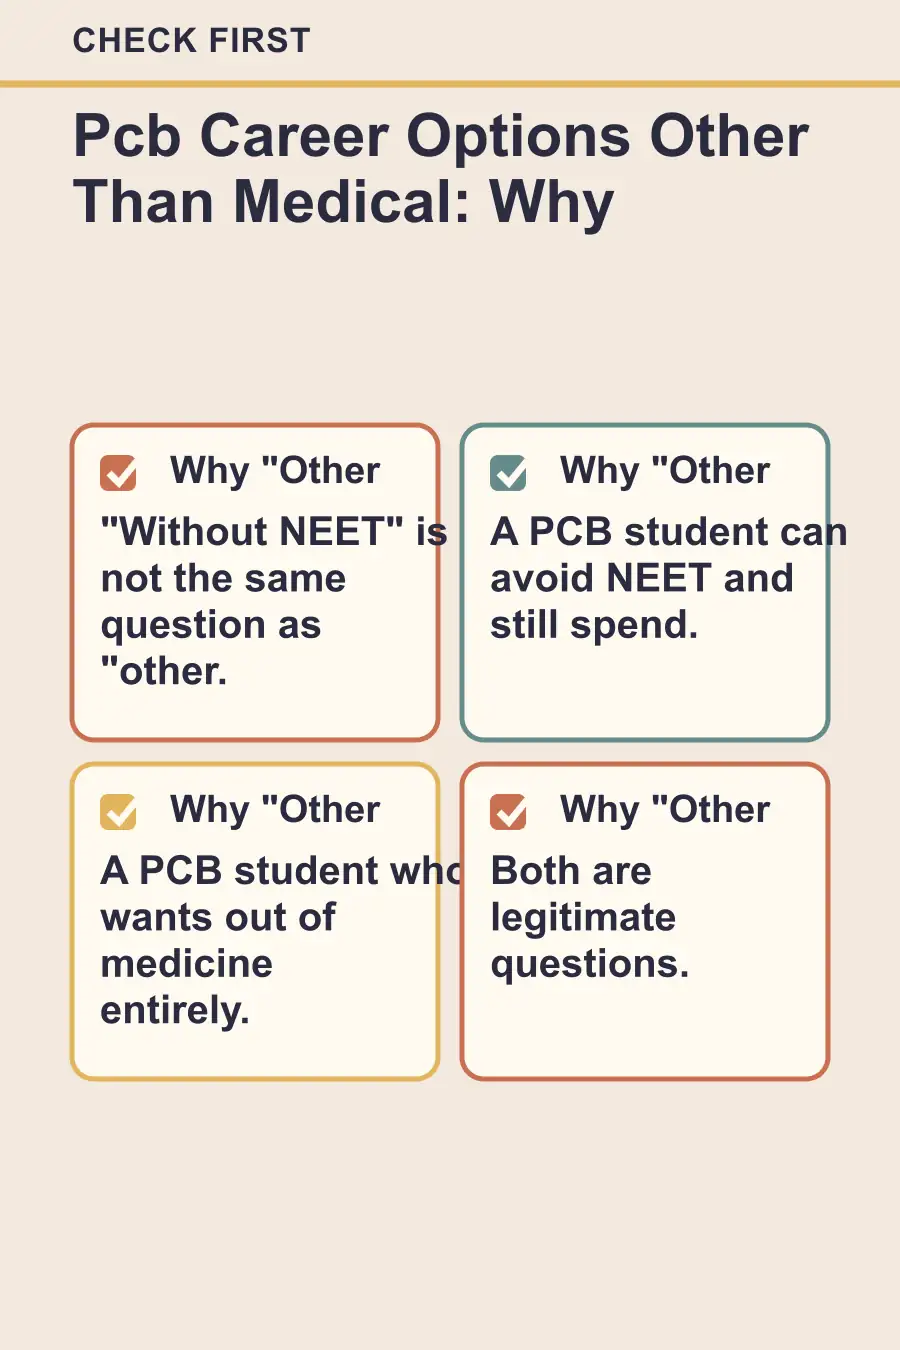 CHECK FIRST
Pcb Career Options Other
Than Medical: Why
Why "Other
"Without NEET" is
not the same
question as
"other.
Why "Other
A PCB student can
avoid NEET and
still spend.
Why "Other
A PCB student who
wants out of
medicine
entirely.
Why "Other
Both are
legitimate
questions.